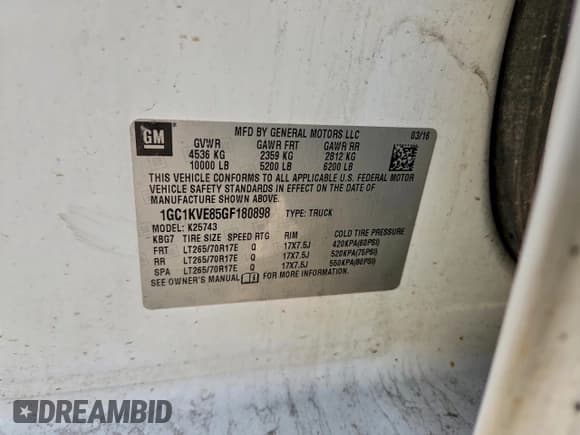 GM
MFD BY GENERAL MOTORS LLC 03/16
GVWR GAWR FRT GAWR RR
4536 KG 2359 KG 2812 KG
10000 LB 5200 LB 6200 LB
THIS VEHICLE CONFORMS TO ALL APPLICABLE U.S. FEDERAL MOTOR
VEHICLE SAFETY STANDARDS IN EFFECT ON THE DATE OF
MANUFACTURE SHOWN ABOVE.
1GC1KVE85GF180898 TYPE: TRUCK
MODEL: K25743
KBG7 TIRE SIZE SPEED RTG RIM COLD TIRE PRESSURE
FRT LT265/70R17E Q 17X7.5J 420KPA(60PSI)
RR LT265/70R17E Q 17X7.5J 520KPA(75PSI)
SPA LT265/70R17E Q 17X7.5J 550KPA(80PSI)
SEE OWNER'S MANUAL FOR MORE INFORMATION.
DREAMBID